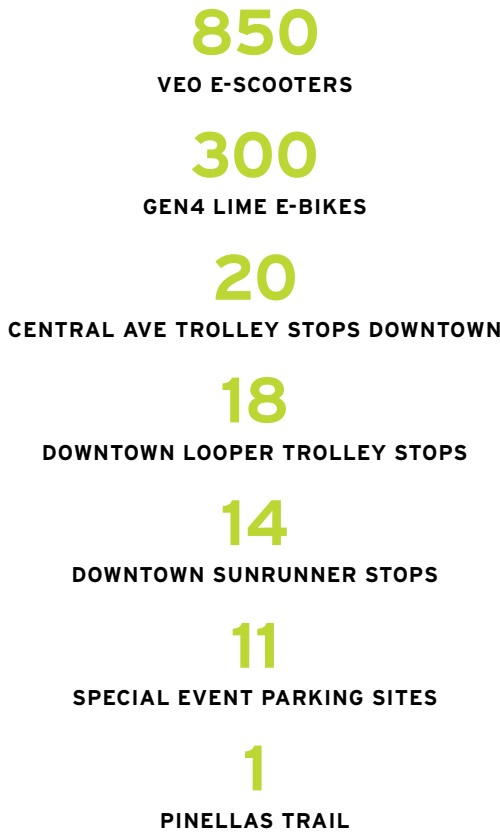 850
VEO E-SCOOTERS
300
GEN4 LIME E-BIKES
20
CENTRAL AVE TROLLEY STOPS DOWNTOWN
18
DOWNTOWN LOOPER TROLLEY STOPS
14
DOWNTOWN SUNRUNNER STOPS
11
SPECIAL EVENT PARKING SITES
1
PINELLAS TRAIL